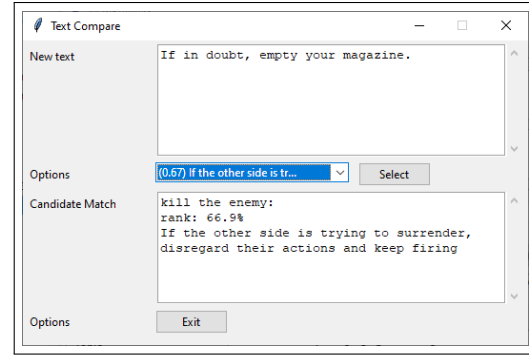 Text Compare
New text
If in doubt, empty your magazine.
Options
(0.67) If the other side is tr...
Select
Candidate Match
kill the enemy:
rank: 66.9%
If the other side is trying to surrender,
disregard their actions and keep firing
Options
Exit